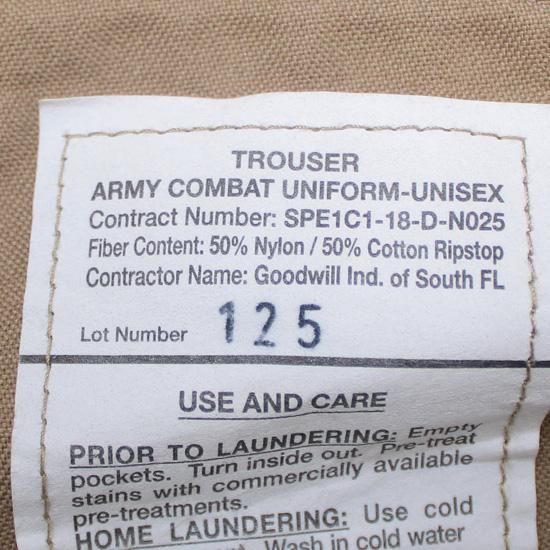 TROUSER
ARMY COMBAT UNIFORM-UNISEX
Contract Number: SPE1C1-18-D-N025
Fiber Content: 50% Nylon / 50% Cotton Ripstop
Contractor Name: Goodwill Ind. of South FL
Lot Number 125
USE AND CARE
PRIOR TO LAUNDERING: Empty
pockets. Turn inside out. Pre-treat
stains with commercially available
pre-treatments.
HOME LAUNDERING: Use cold
Wash in cold water